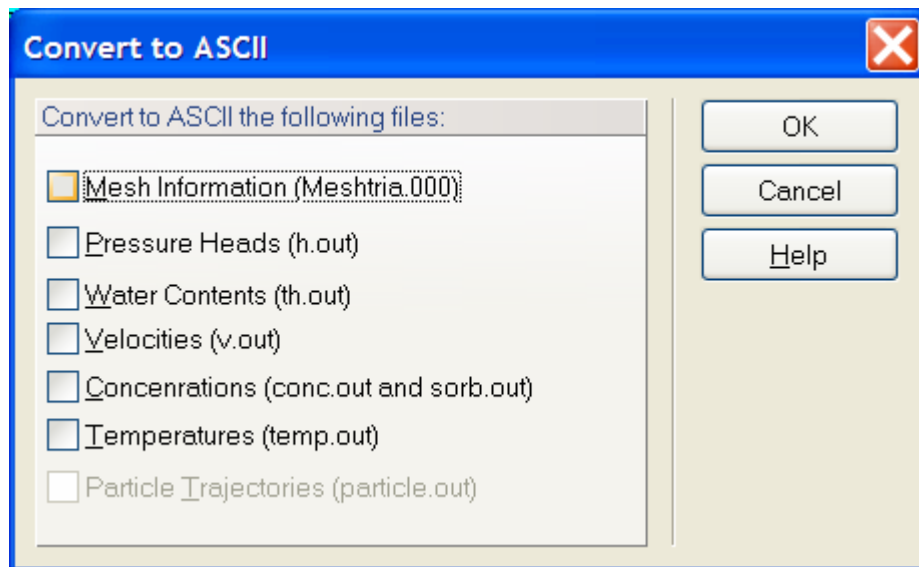 Convert to ASCII
Convert to ASCII the following files:
Mesh Information (Meshtria.000)
Pressure Heads (h.out)
Water Contents (th.out)
Velocities (v.out)
Concenrations (conc.out and sorb.out)
Temperatures (temp.out)
Particle Trajectories (particle.out)
OK
Cancel
Help